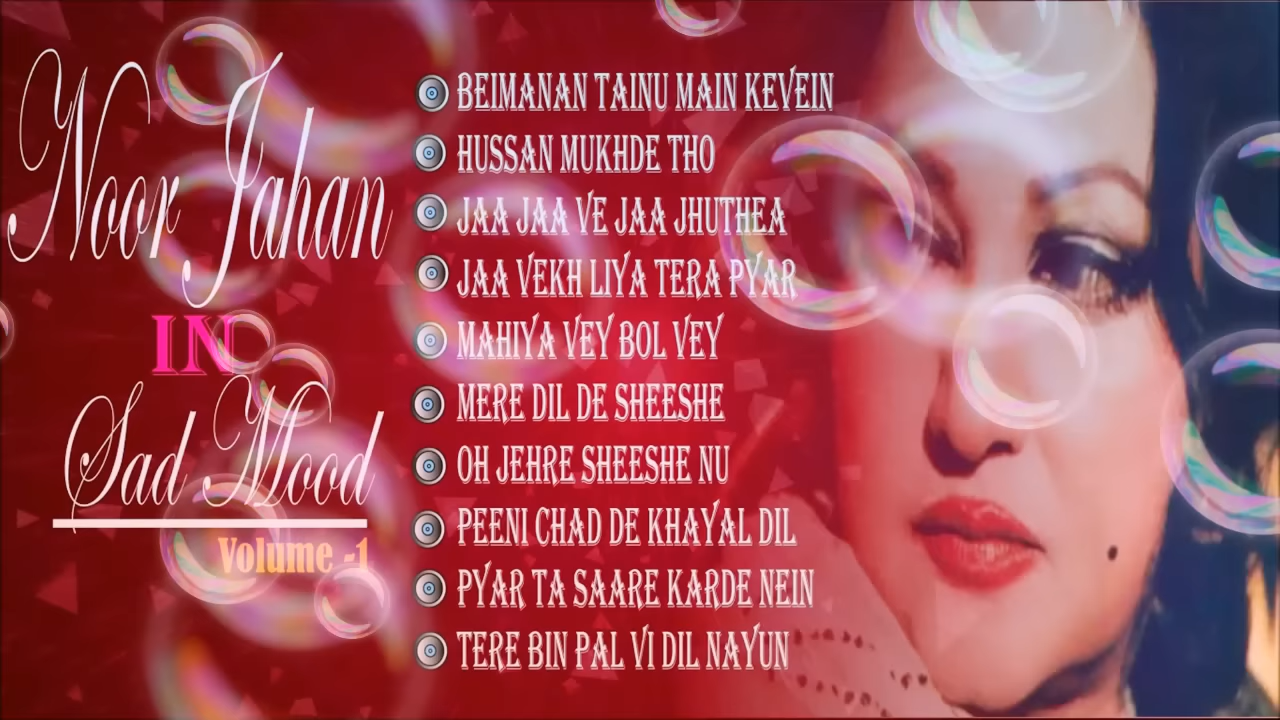 Noor Jahan
IN
Sad Mood
Volume -1
BEIMANAN TAINU MAIN KEVEIN
HUSSAN MUKHDE THO
JAA JAA VE JAA JHUTHEA
JAA VEKH LIYA TERA PYAR
MAHIYA VEY BOL VEY
MERE DIL DE SHEESHE
OH JEHRE SHEESHE NU
PEENI CHAD DE KHAYAL DIL
PYAR TA SAARE KARDE NEIN
TERE BIN PAL VI DIL NAYUN